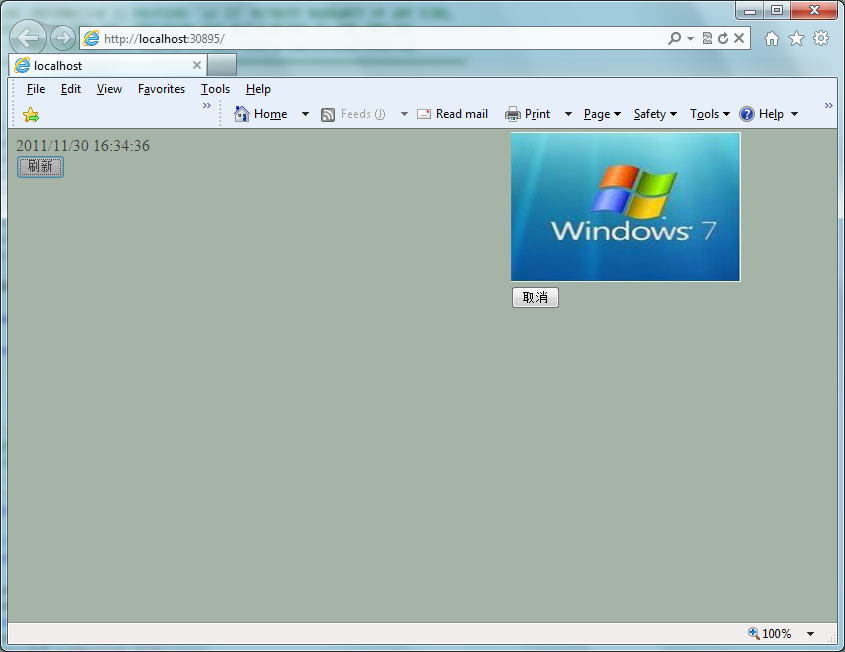 http://localhost:30895/
localhost
File Edit View Favorites Tools Help
Home Feeds (J) Read mail Print Page Safety Tools Help
2011/11/30 16:34:36
刷新
Windows 7
取消
100%